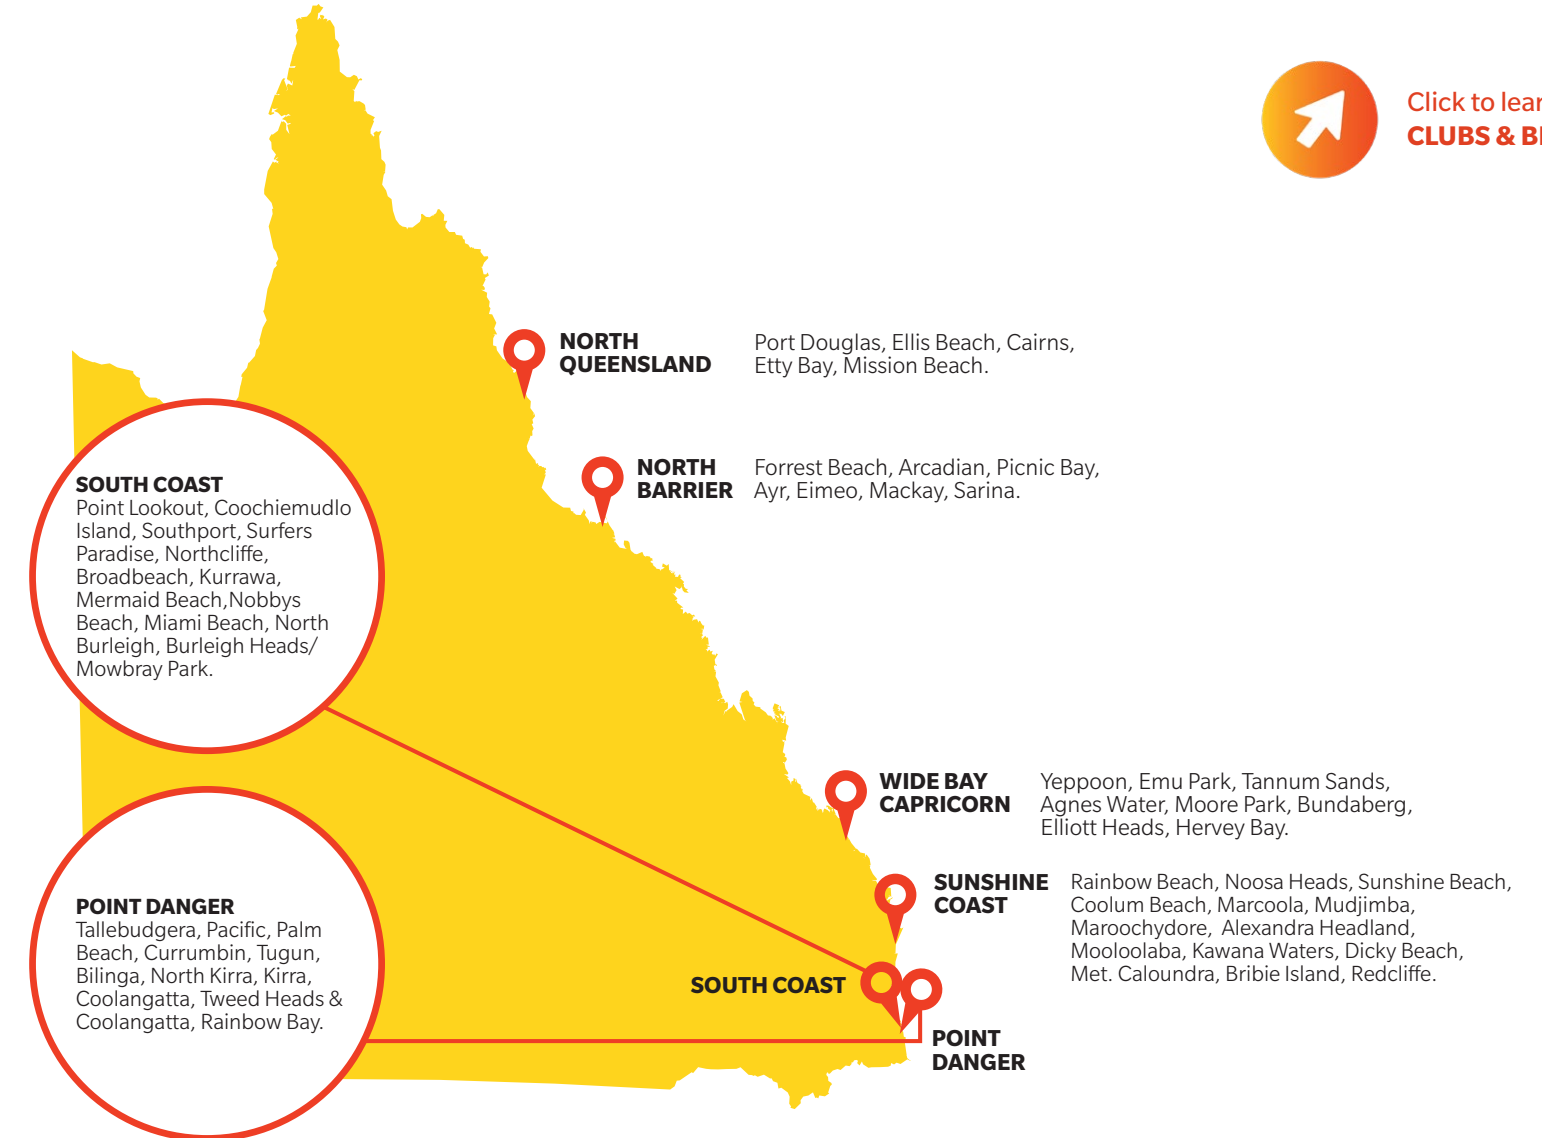 Click to lear
CLUBS & B
NORTH
QUEENSLAND
Port Douglas, Ellis Beach, Cairns,
Etty Bay, Mission Beach.
NORTH
BARRIER
Forrest Beach, Arcadian, Picnic Bay,
Ayr, Eimeo, Mackay, Sarina.
SOUTH COAST
Point Lookout, Coochiemudlo
Island, Southport, Surfers
Paradise, Northcliffe,
Broadbeach, Kurrawa,
Mermaid Beach,Nobbys
Beach, Miami Beach, North
Burleigh, Burleigh Heads/
Mowbray Park.
WIDE BAY
CAPRICORN
Yeppoon, Emu Park, Tannum Sands,
Agnes Water, Moore Park, Bundaberg,
Elliott Heads, Hervey Bay.
SUNSHINE
COAST
Rainbow Beach, Noosa Heads, Sunshine Beach,
Coolum Beach, Marcoola, Mudjimba,
Maroochydore, Alexandra Headland,
Mooloolaba, Kawana Waters, Dicky Beach,
Met. Caloundra, Bribie Island, Redcliffe.
POINT DANGER
Tallebudgera, Pacific, Palm
Beach, Currumbin, Tugun,
Bilinga, North Kirra, Kirra,
Coolangatta, Tweed Heads &
Coolangatta, Rainbow Bay.
SOUTH COAST
POINT
DANGER